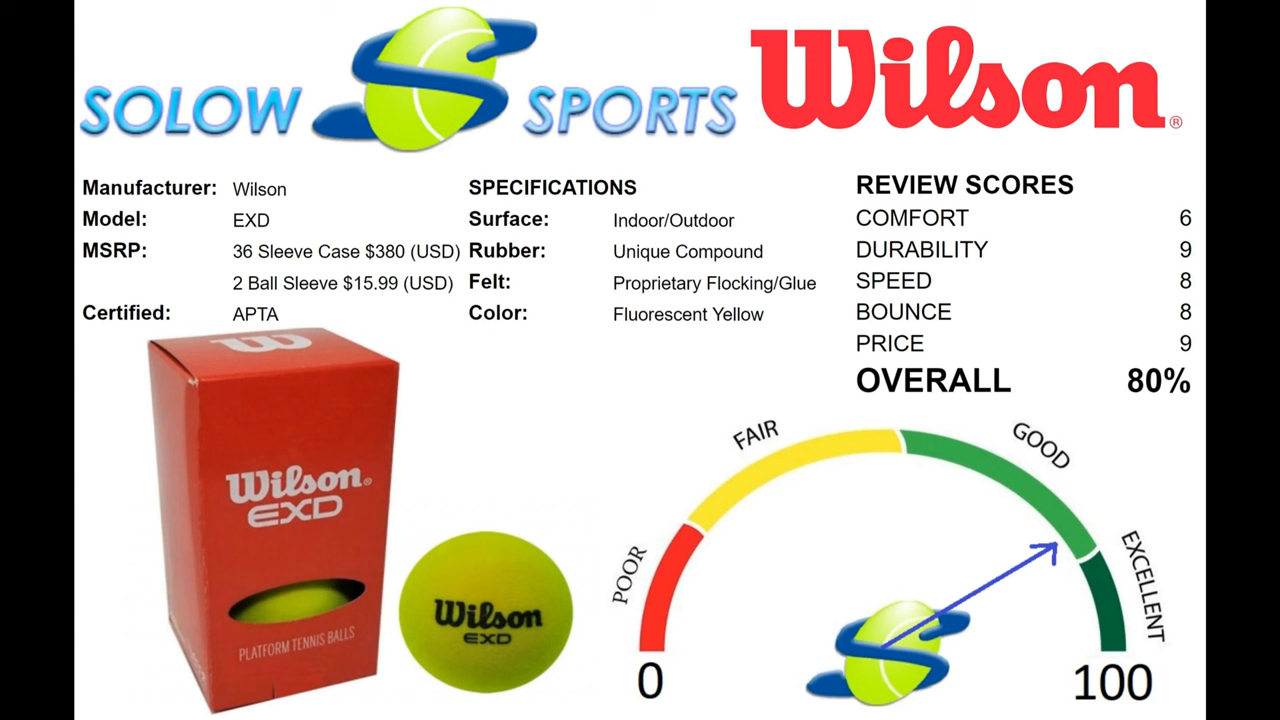 SOLOW SPORTS
Wilson®
Manufacturer: Wilson
Model: EXD
MSRP: 36 Sleeve Case $380 (USD)
2 Ball Sleeve $15.99 (USD)
Certified: APTA
SPECIFICATIONS
Surface: Indoor/Outdoor
Rubber: Unique Compound
Felt: Proprietary Flocking/Glue
Color: Fluorescent Yellow
REVIEW SCORES
COMFORT 6
DURABILITY 9
SPEED 8
BOUNCE 8
PRICE 9
OVERALL 80%
W
Wilson®
EXD
PLATFORM TENNIS BALLS
Wilson
EXD
POOR
FAIR
GOOD
EXCELLENT
0
100